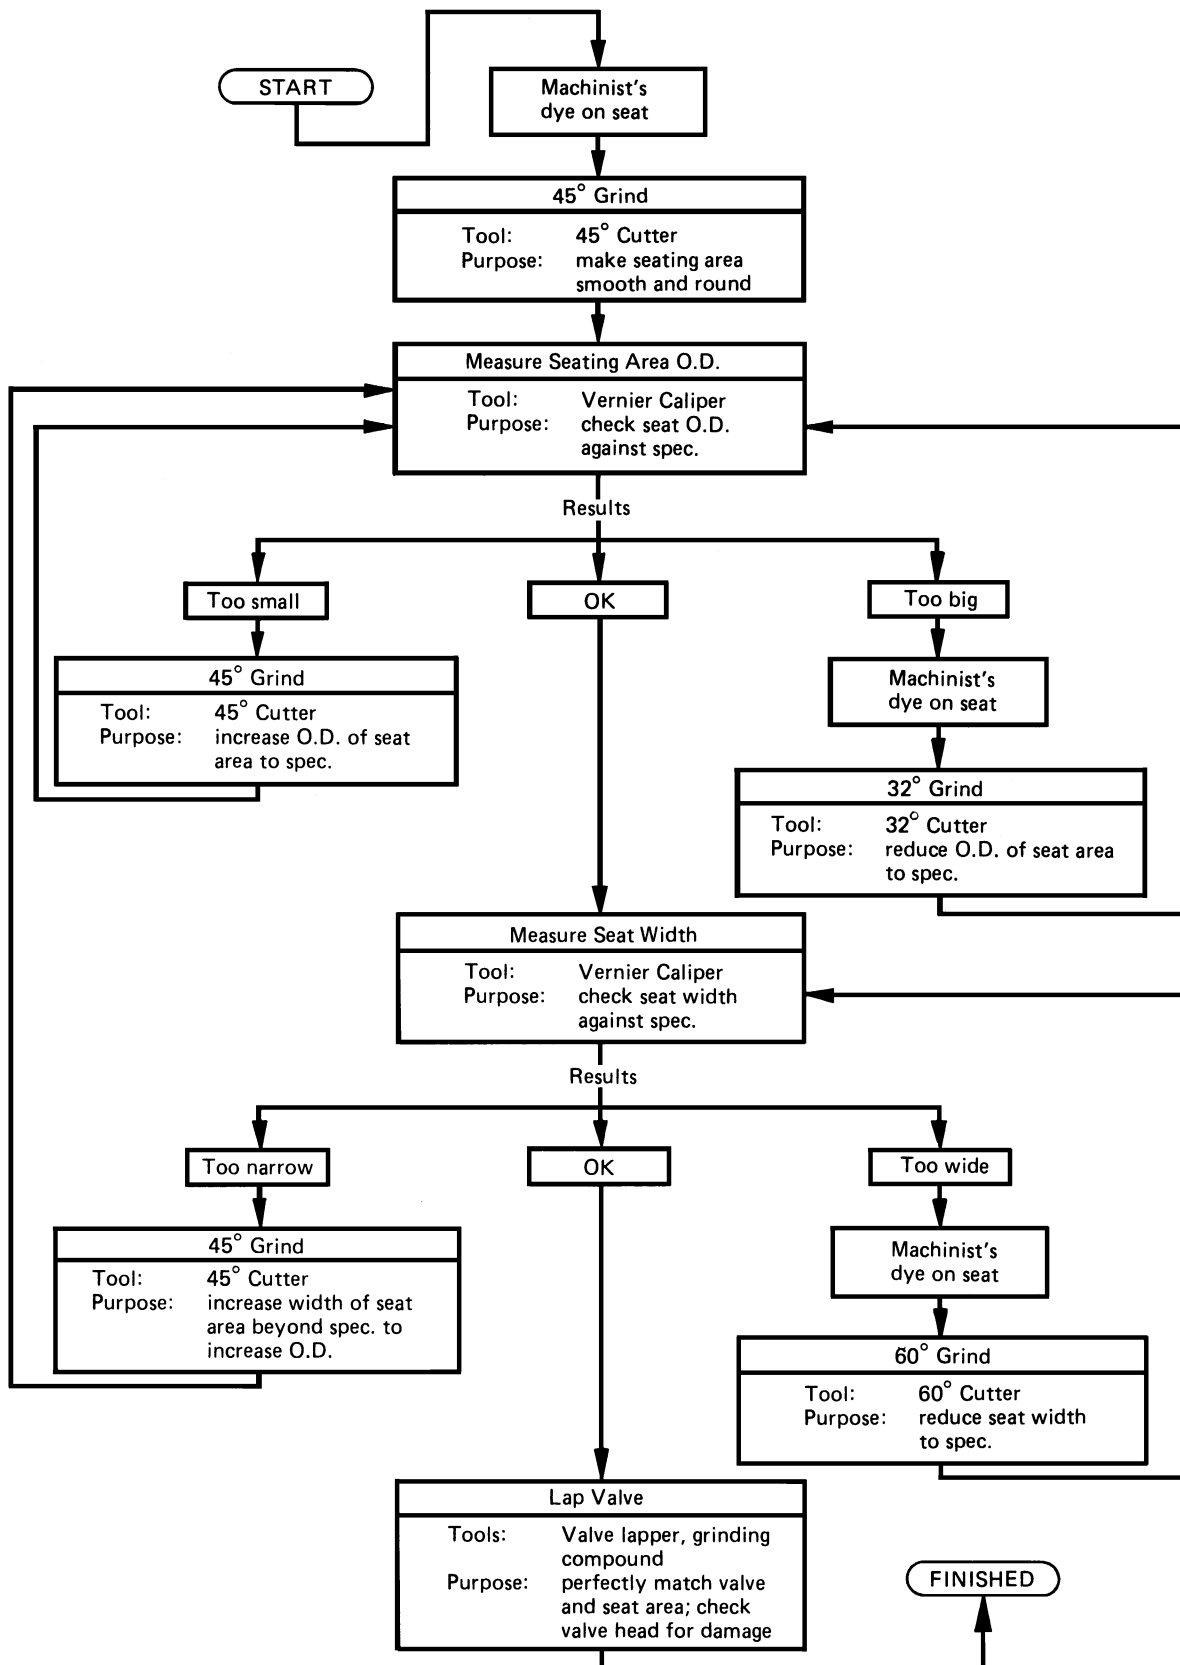 START
Machinist's
dye on seat
45° Grind
Tool: 45° Cutter
Purpose: make seating area
smooth and round
Measure Seating Area O.D.
Tool: Vernier Caliper
Purpose: check seat O.D.
against spec.
Results
Too small
OK
Too big
45° Grind
Tool: 45° Cutter
Purpose: increase O.D. of seat
area to spec.
Machinist's
dye on seat
32° Grind
Tool: 32° Cutter
Purpose: reduce O.D. of seat area
to spec.
Measure Seat Width
Tool: Vernier Caliper
Purpose: check seat width
against spec.
Results
Too narrow
OK
Too wide
45° Grind
Tool: 45° Cutter
Purpose: increase width of seat
area beyond spec. to
increase O.D.
Machinist's
dye on seat
60° Grind
Tool: 60° Cutter
Purpose: reduce seat width
to spec.
Lap Valve
Tools: Valve lapper, grinding
compound
Purpose: perfectly match valve
and seat area; check
valve head for damage
FINISHED